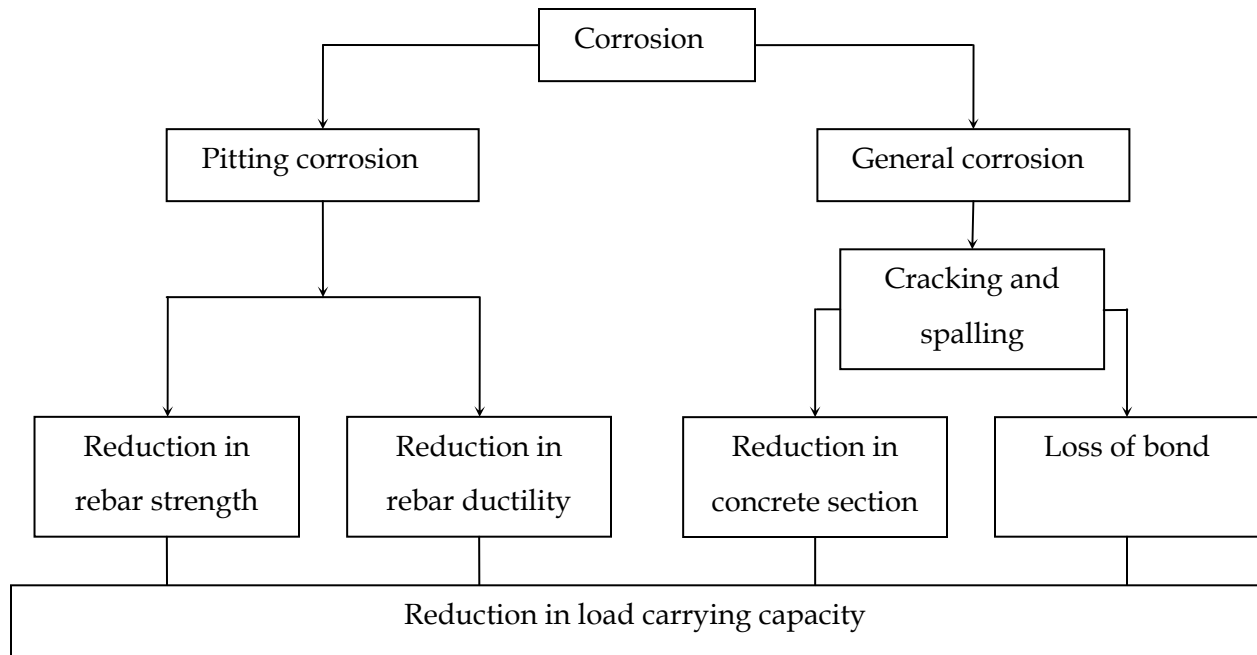 Corrosion
Pitting corrosion
General corrosion
Cracking and
spalling
Reduction in
rebar strength
Reduction in
rebar ductility
Reduction in
concrete section
Loss of bond
Reduction in load carrying capacity